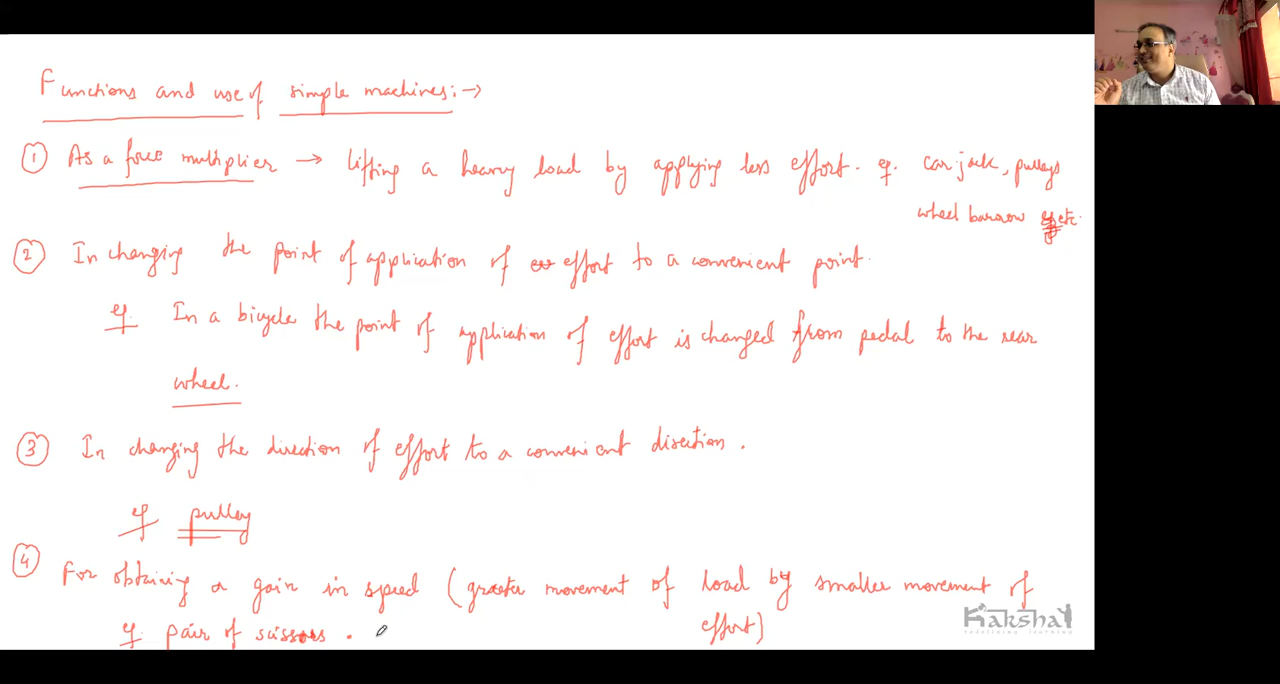 Functions and use of simple machines:→
① As a force multiplier → lifting a heavy load by applying less effort. eg. car jack, pulleys
wheel barrow etc.
② In changing the point of application of effort to a convenient point.
eg. In a bicycle the point of application of effort is changed from pedal to the rear
wheel.
③ In changing the direction of effort to a convenient direction.
eg pulley
④ For obtaining a gain in speed (greater movement of load by smaller movement of
effort)
eg. pair of scissors.
Kaksha
redefining learning